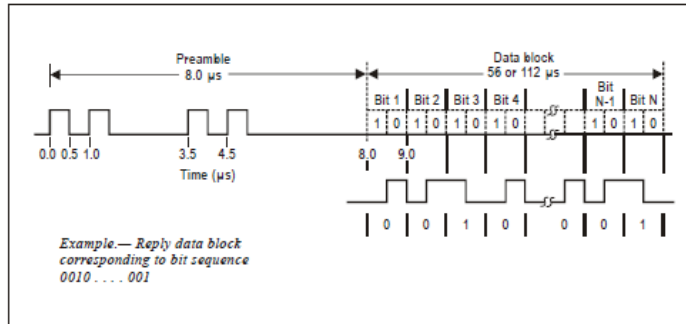 Preamble
8.0 µs
Data block
56 or 112 µs
Bit 1 Bit 2 Bit 3 Bit 4 Bit N-1 Bit N
1 0 1 0 1 0 1 0 1 0 1 0
0.0 0.5 1.0 3.5 4.5 8.0 9.0
Time (µs)
0 0 1 0 0 0 1
Example.— Reply data block
corresponding to bit sequence
0010 . . . . 001